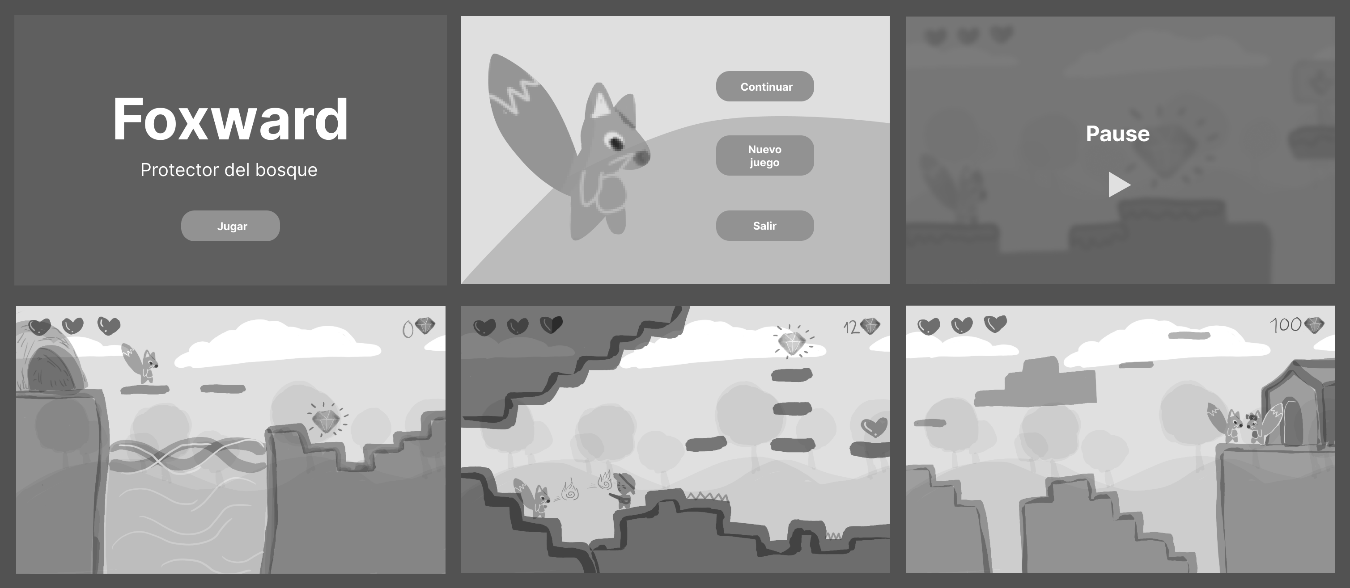 Foxward
Protector del bosque
Jugar
Continuar
Nuevo
juego
Salir
Pause
0
12
100